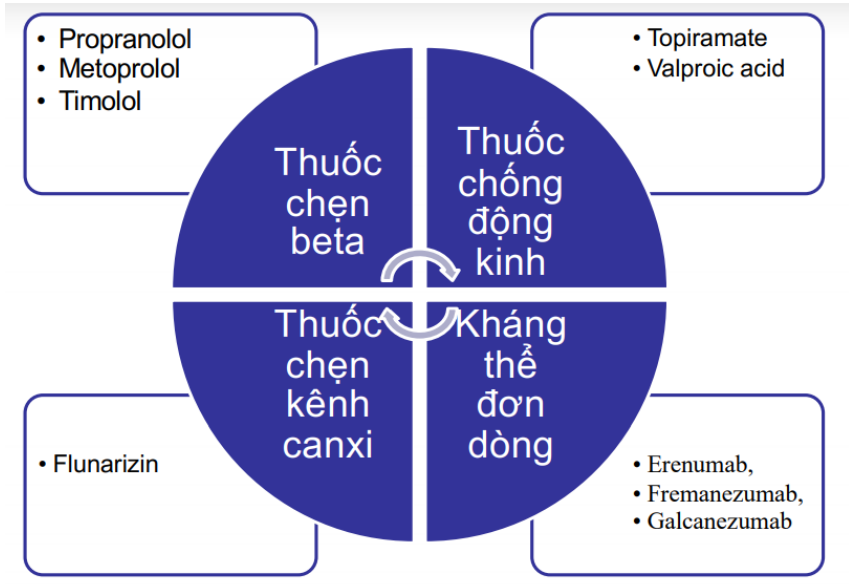 • Propranolol
• Metoprolol
• Timolol
Thuốc
chẹn
beta
• Topiramate
• Valproic acid
Thuốc
chống
động
kinh
Thuốc
chẹn
kênh
canxi
• Flunarizin
Kháng
thể
đơn
dòng
• Erenumab,
• Fremanezumab,
• Galcanezumab